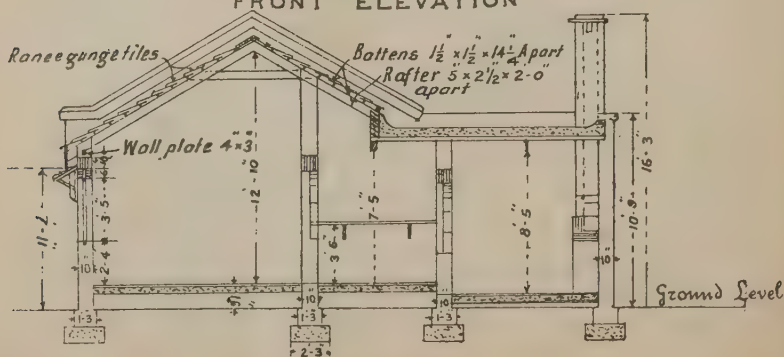 FRONT ELEVATION
Raneegunge tiles
Battens 1½" × 1½" × 14¼" Apart
Rafter 5" × 2½" × 2'-0"
apart
Wall plate 4" × 3"
12'-10"
7'-5"
8'-5"
16'-3"
10'-9"
3'-5"
2'-4"
3'-6"
10"
10"
10"
10"
1'-3"
1'-3"
1'-3"
2'-3"
Ground Level